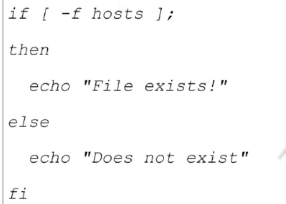 if [ -f hosts ];
then
  echo "File exists!"
else
  echo "Does not exist"
fi